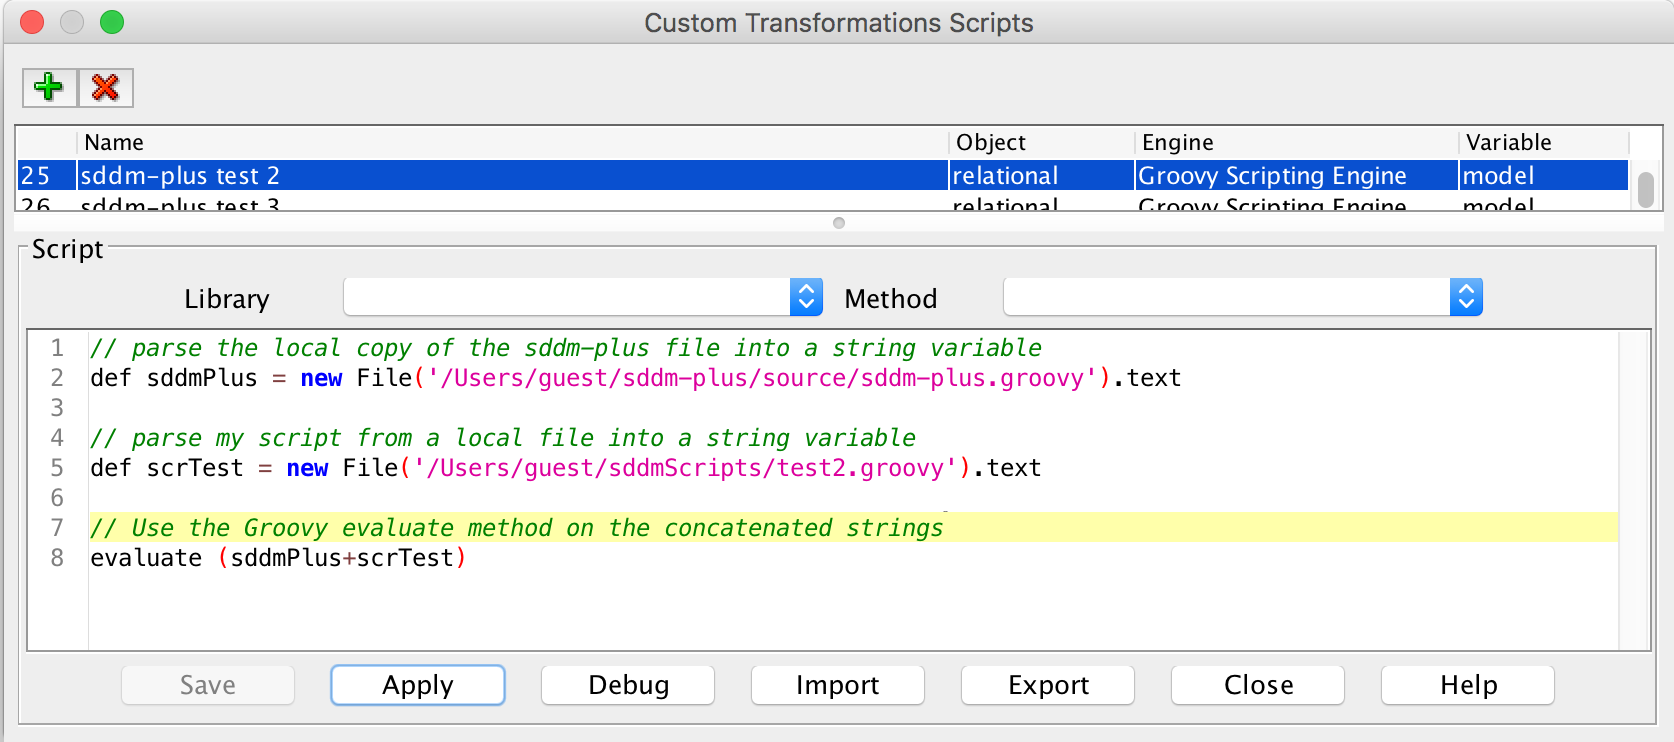 Custom Transformations Scripts
Name Object Engine Variable
25 sddm-plus test 2 relational Groovy Scripting Engine model
26 sddm-plus test 3 relational Groovy Scripting Engine model
Script
Library Method
1 // parse the local copy of the sddm-plus file into a string variable
2 def sddmPlus = new File('/Users/guest/sddm-plus/source/sddm-plus.groovy').text
3
4 // parse my script from a local file into a string variable
5 def scrTest = new File('/Users/guest/sddmScripts/test2.groovy').text
6
7 // Use the Groovy evaluate method on the concatenated strings
8 evaluate (sddmPlus+scrTest)
Save Apply Debug Import Export Close Help